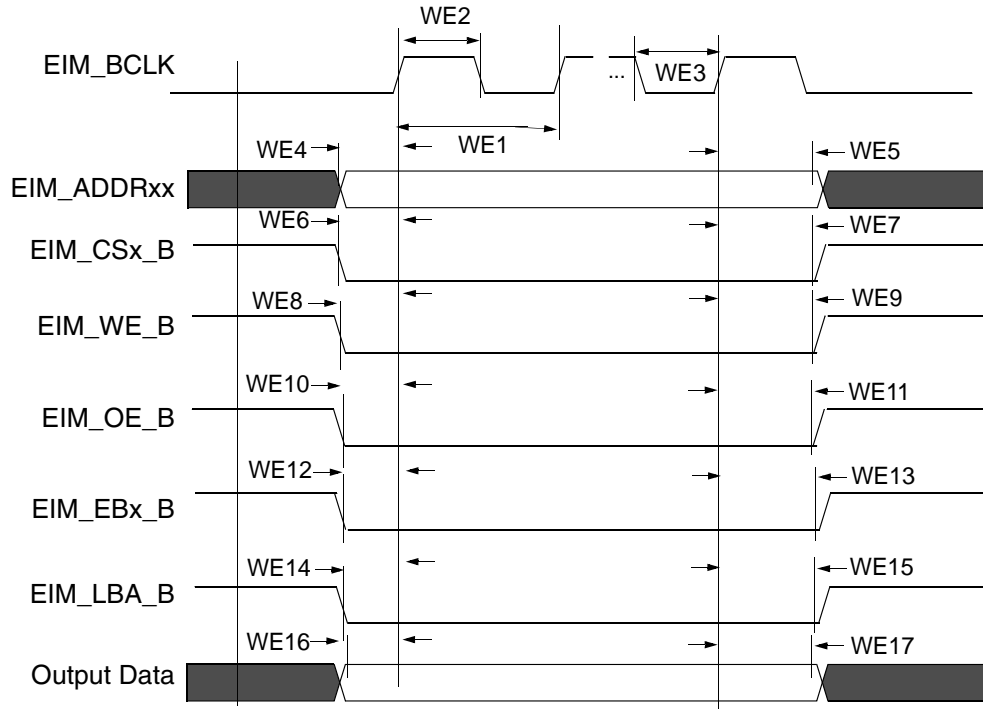 WE2
EIM_BCLK
...
WE3
WE1
WE4
WE5
EIM_ADDRxx
WE6
WE7
EIM_CSx_B
WE8
WE9
EIM_WE_B
WE10
WE11
EIM_OE_B
WE12
WE13
EIM_EBx_B
WE14
WE15
EIM_LBA_B
WE16
WE17
Output Data